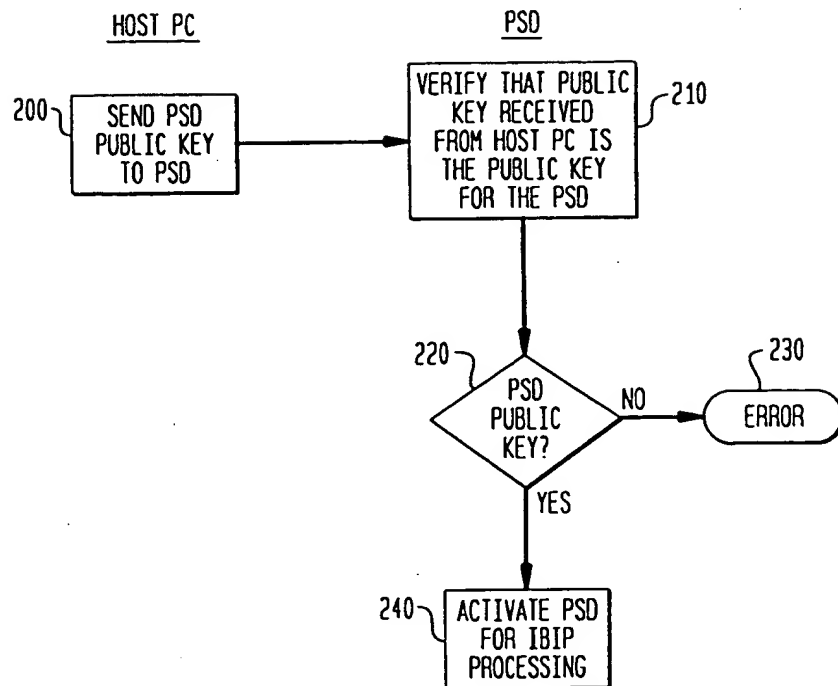 HOST PC
PSD
200
SEND PSD
PUBLIC KEY
TO PSD
VERIFY THAT PUBLIC
KEY RECEIVED
FROM HOST PC IS
THE PUBLIC KEY
FOR THE PSD
210
220
PSD
PUBLIC
KEY?
NO
230
ERROR
YES
240
ACTIVATE PSD
FOR IBIP
PROCESSING